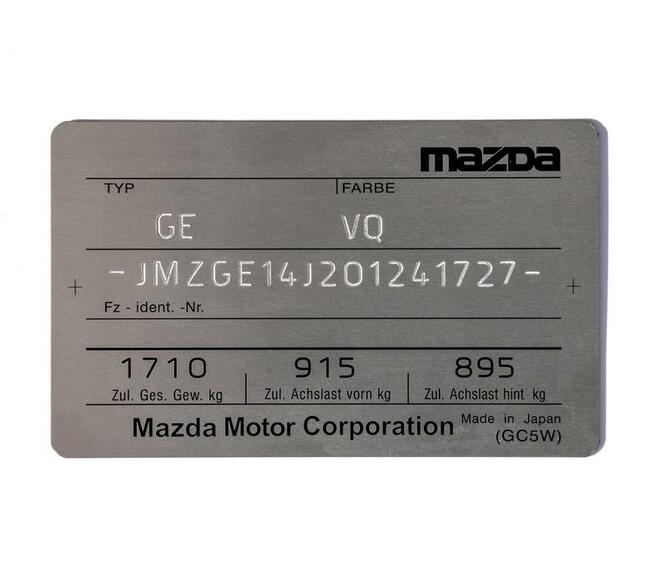 mazda
TYP FARBE
GE VQ
-JMZGE14J201241727-
Fz - ident. -Nr.
1710 915 895
Zul. Ges. Gew. kg Zul. Achslast vorn kg Zul. Achslast hint kg
Mazda Motor Corporation Made in Japan
(GC5W)